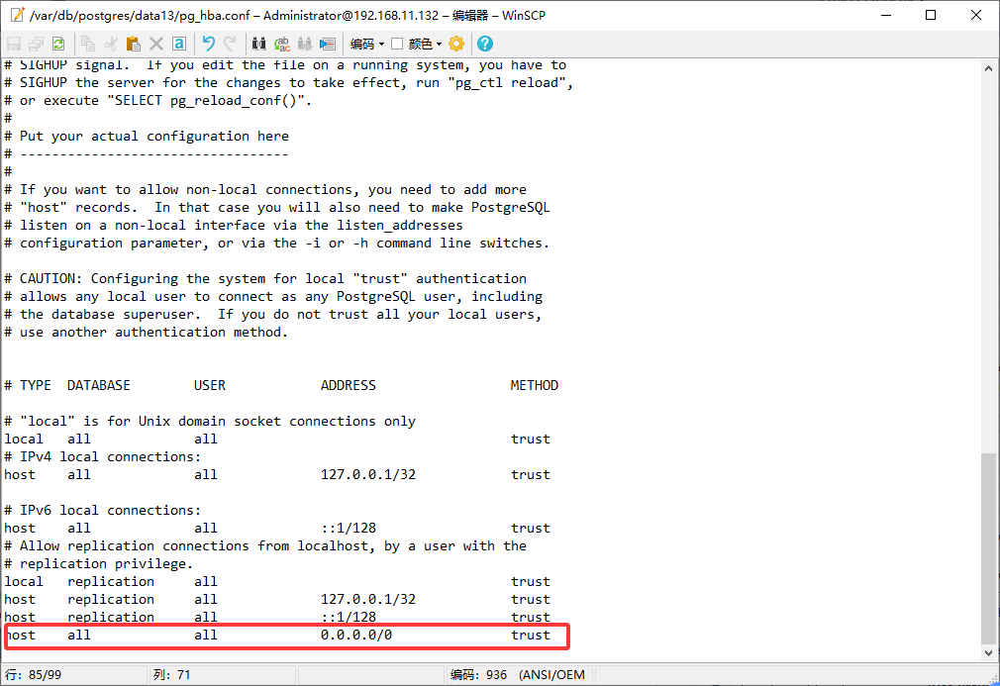 /var/db/postgres/data13/pg_hba.conf – Administrator@192.168.11.132 – 编辑器 – WinSCP
编码 颜色
# SIGHUP signal.  If you edit the file on a running system, you have to
# SIGHUP the server for the changes to take effect, run "pg_ctl reload",
# or execute "SELECT pg_reload_conf()".
#
# Put your actual configuration here
# ----------------------------------
#
# If you want to allow non-local connections, you need to add more
# "host" records.  In that case you will also need to make PostgreSQL
# listen on a non-local interface via the listen_addresses
# configuration parameter, or via the -i or -h command line switches.
# CAUTION: Configuring the system for local "trust" authentication
# allows any local user to connect as any PostgreSQL user, including
# the database superuser.  If you do not trust all your local users,
# use another authentication method.
# TYPE  DATABASE        USER            ADDRESS                 METHOD
# "local" is for Unix domain socket connections only
local   all             all                                     trust
# IPv4 local connections:
host    all             all             127.0.0.1/32            trust
# IPv6 local connections:
host    all             all             ::1/128                 trust
# Allow replication connections from localhost, by a user with the
# replication privilege.
local   replication     all                                     trust
host    replication     all             127.0.0.1/32            trust
host    replication     all             ::1/128                 trust
host    all             all             0.0.0.0/0               trust
行: 85/99 列: 71 编码: 936 (ANSI/OEM